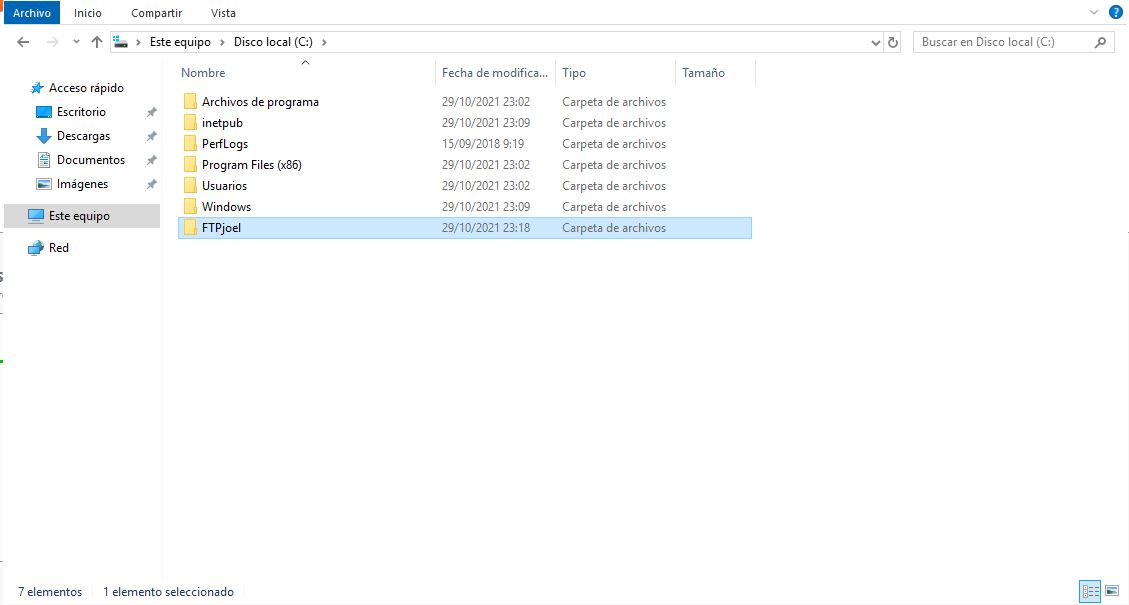 Archivo Inicio Compartir Vista
Este equipo Disco local (C:) Buscar en Disco local (C:)
Nombre Fecha de modifica... Tipo Tamaño
Acceso rápido
Escritorio
Descargas
Documentos
Imágenes
Este equipo
Red
Archivos de programa 29/10/2021 23:02 Carpeta de archivos
inetpub 29/10/2021 23:09 Carpeta de archivos
PerfLogs 15/09/2018 9:19 Carpeta de archivos
Program Files (x86) 29/10/2021 23:02 Carpeta de archivos
Usuarios 29/10/2021 23:02 Carpeta de archivos
Windows 29/10/2021 23:09 Carpeta de archivos
FTPjoel 29/10/2021 23:18 Carpeta de archivos
7 elementos 1 elemento seleccionado